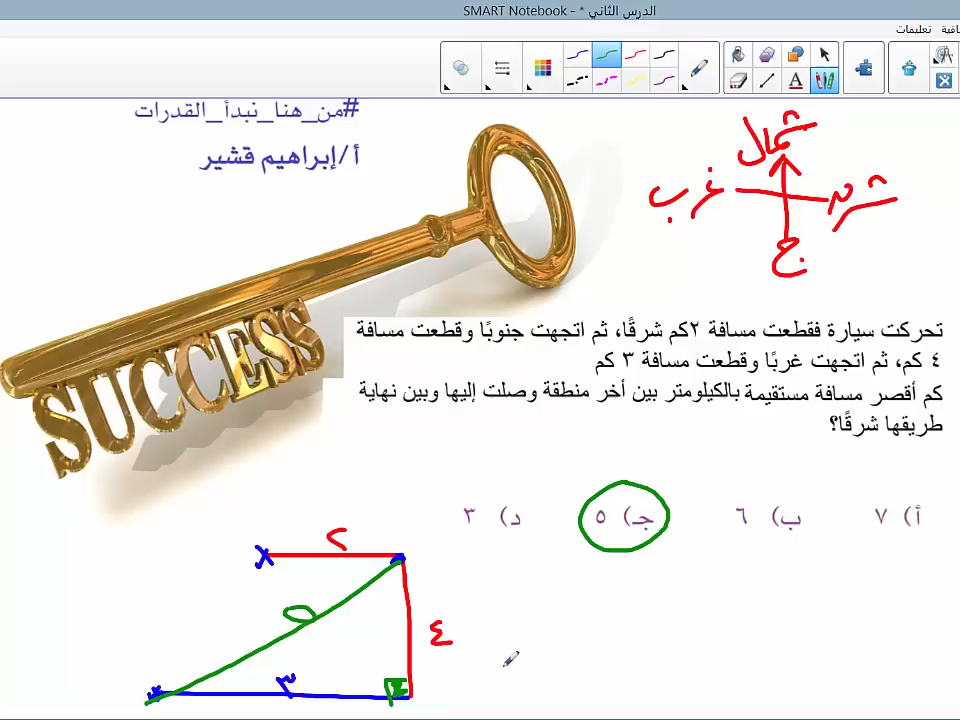 SMART Notebook - * الدرس الثاني
افية تعليمات
#من_هنا_نبدأ_القدرات
أ/إبراهيم قشير
شمال
غرب
شرق
ج
SUCCESS
تحركت سيارة فقطعت مسافة ٢كم شرقًا، ثم اتجهت جنوبًا وقطعت مسافة
٤ كم، ثم اتجهت غربًا وقطعت مسافة ٣ كم
كم أقصر مسافة مستقيمة بالكيلومتر بين أخر منطقة وصلت إليها وبين نهاية
طريقها شرقًا؟
أ) ٧ ب) ٦ جـ) ٥ د) ٣
٢
٥
٤
٣